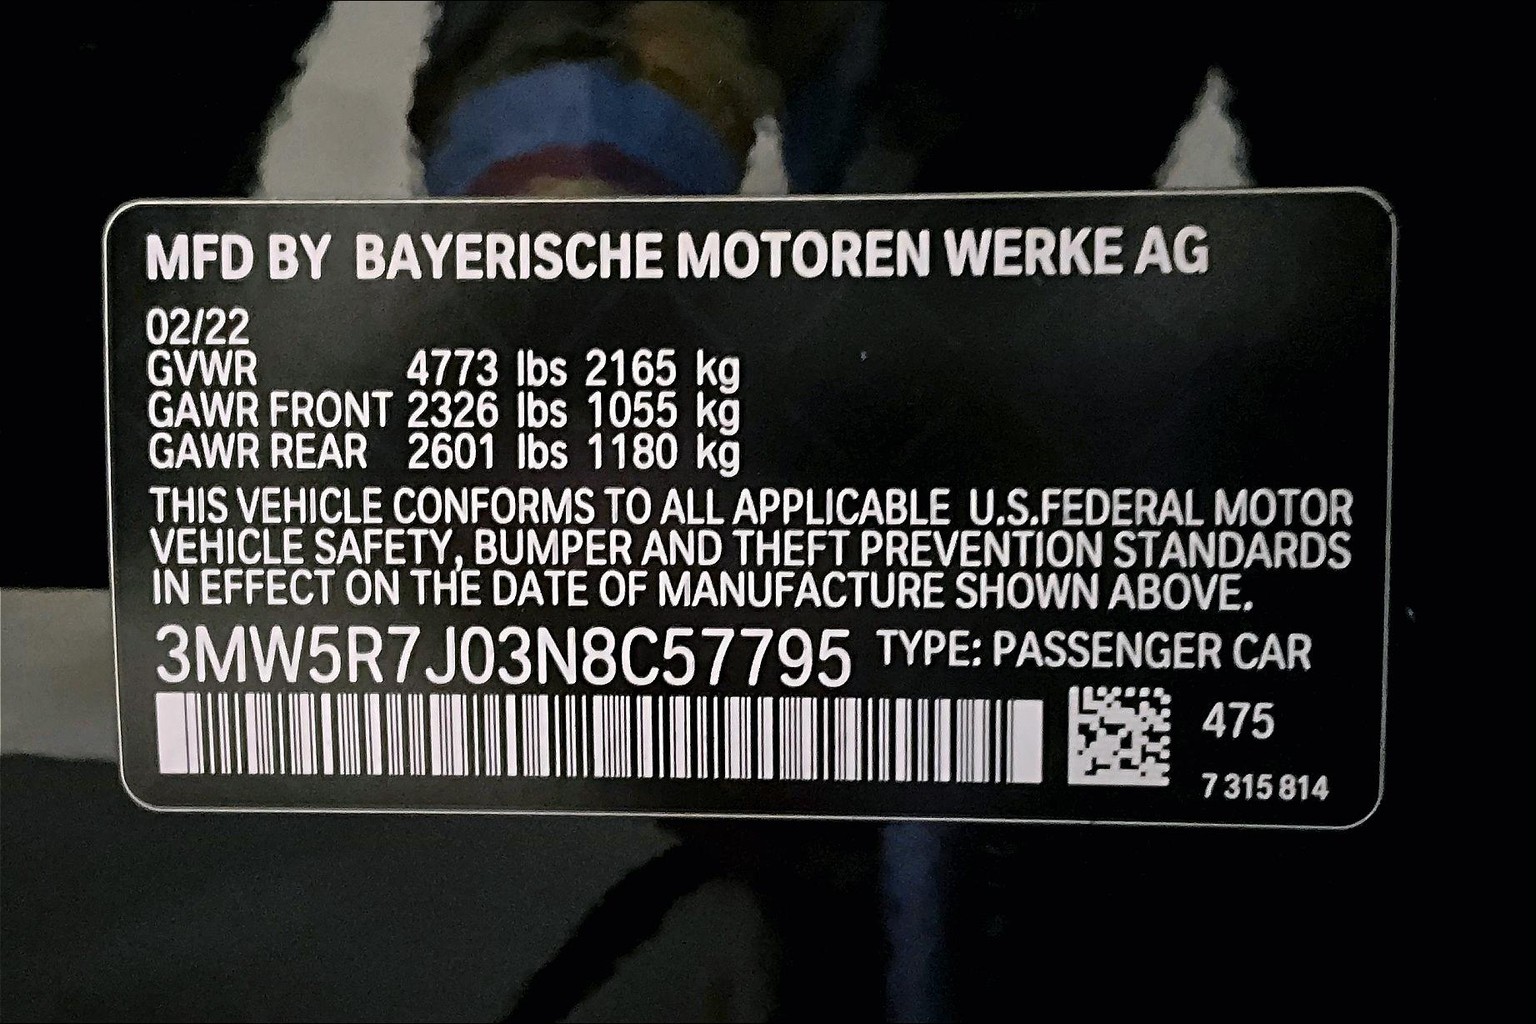 MFD BY BAYERISCHE MOTOREN WERKE AG
02/22
GVWR 4773 lbs 2165 kg
GAWR FRONT 2326 lbs 1055 kg
GAWR REAR 2601 lbs 1180 kg
THIS VEHICLE CONFORMS TO ALL APPLICABLE U.S.FEDERAL MOTOR
VEHICLE SAFETY, BUMPER AND THEFT PREVENTION STANDARDS
IN EFFECT ON THE DATE OF MANUFACTURE SHOWN ABOVE.
3MW5R7J03N8C57795 TYPE: PASSENGER CAR
475
7 315 814